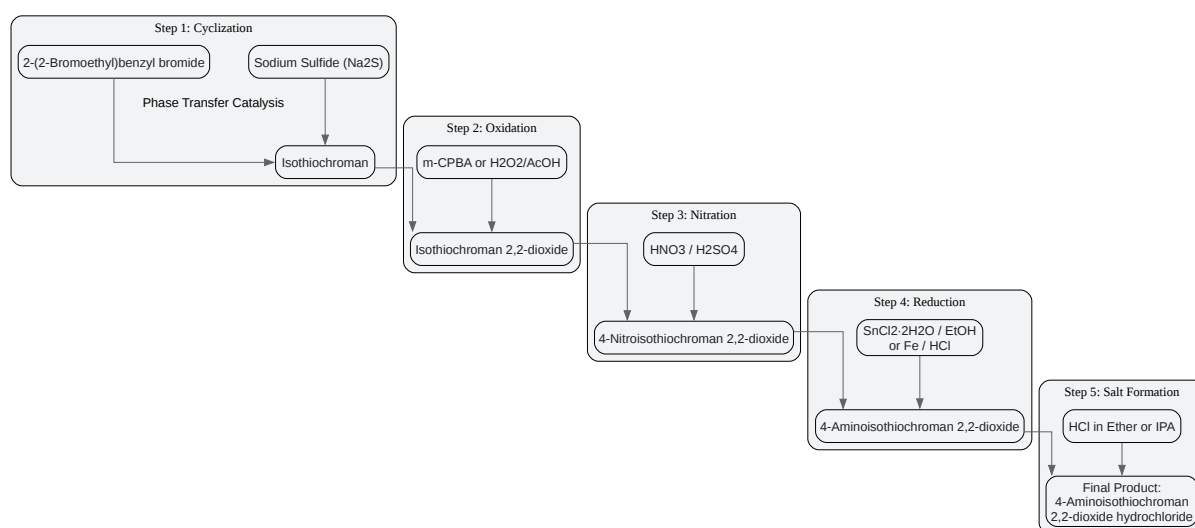 Step 1: Cyclization
2-(2-Bromoethyl)benzyl bromide
Sodium Sulfide (Na2S)
Phase Transfer Catalysis
Isothiochroman
Step 2: Oxidation
m-CPBA or H2O2/AcOH
Isothiochroman 2,2-dioxide
Step 3: Nitration
HNO3 / H2SO4
4-Nitroisothiochroman 2,2-dioxide
Step 4: Reduction
SnCl2·2H2O / EtOH
or Fe / HCl
4-Aminoisothiochroman 2,2-dioxide
Step 5: Salt Formation
HCl in Ether or IPA
Final Product:
4-Aminoisothiochroman
2,2-dioxide hydrochloride